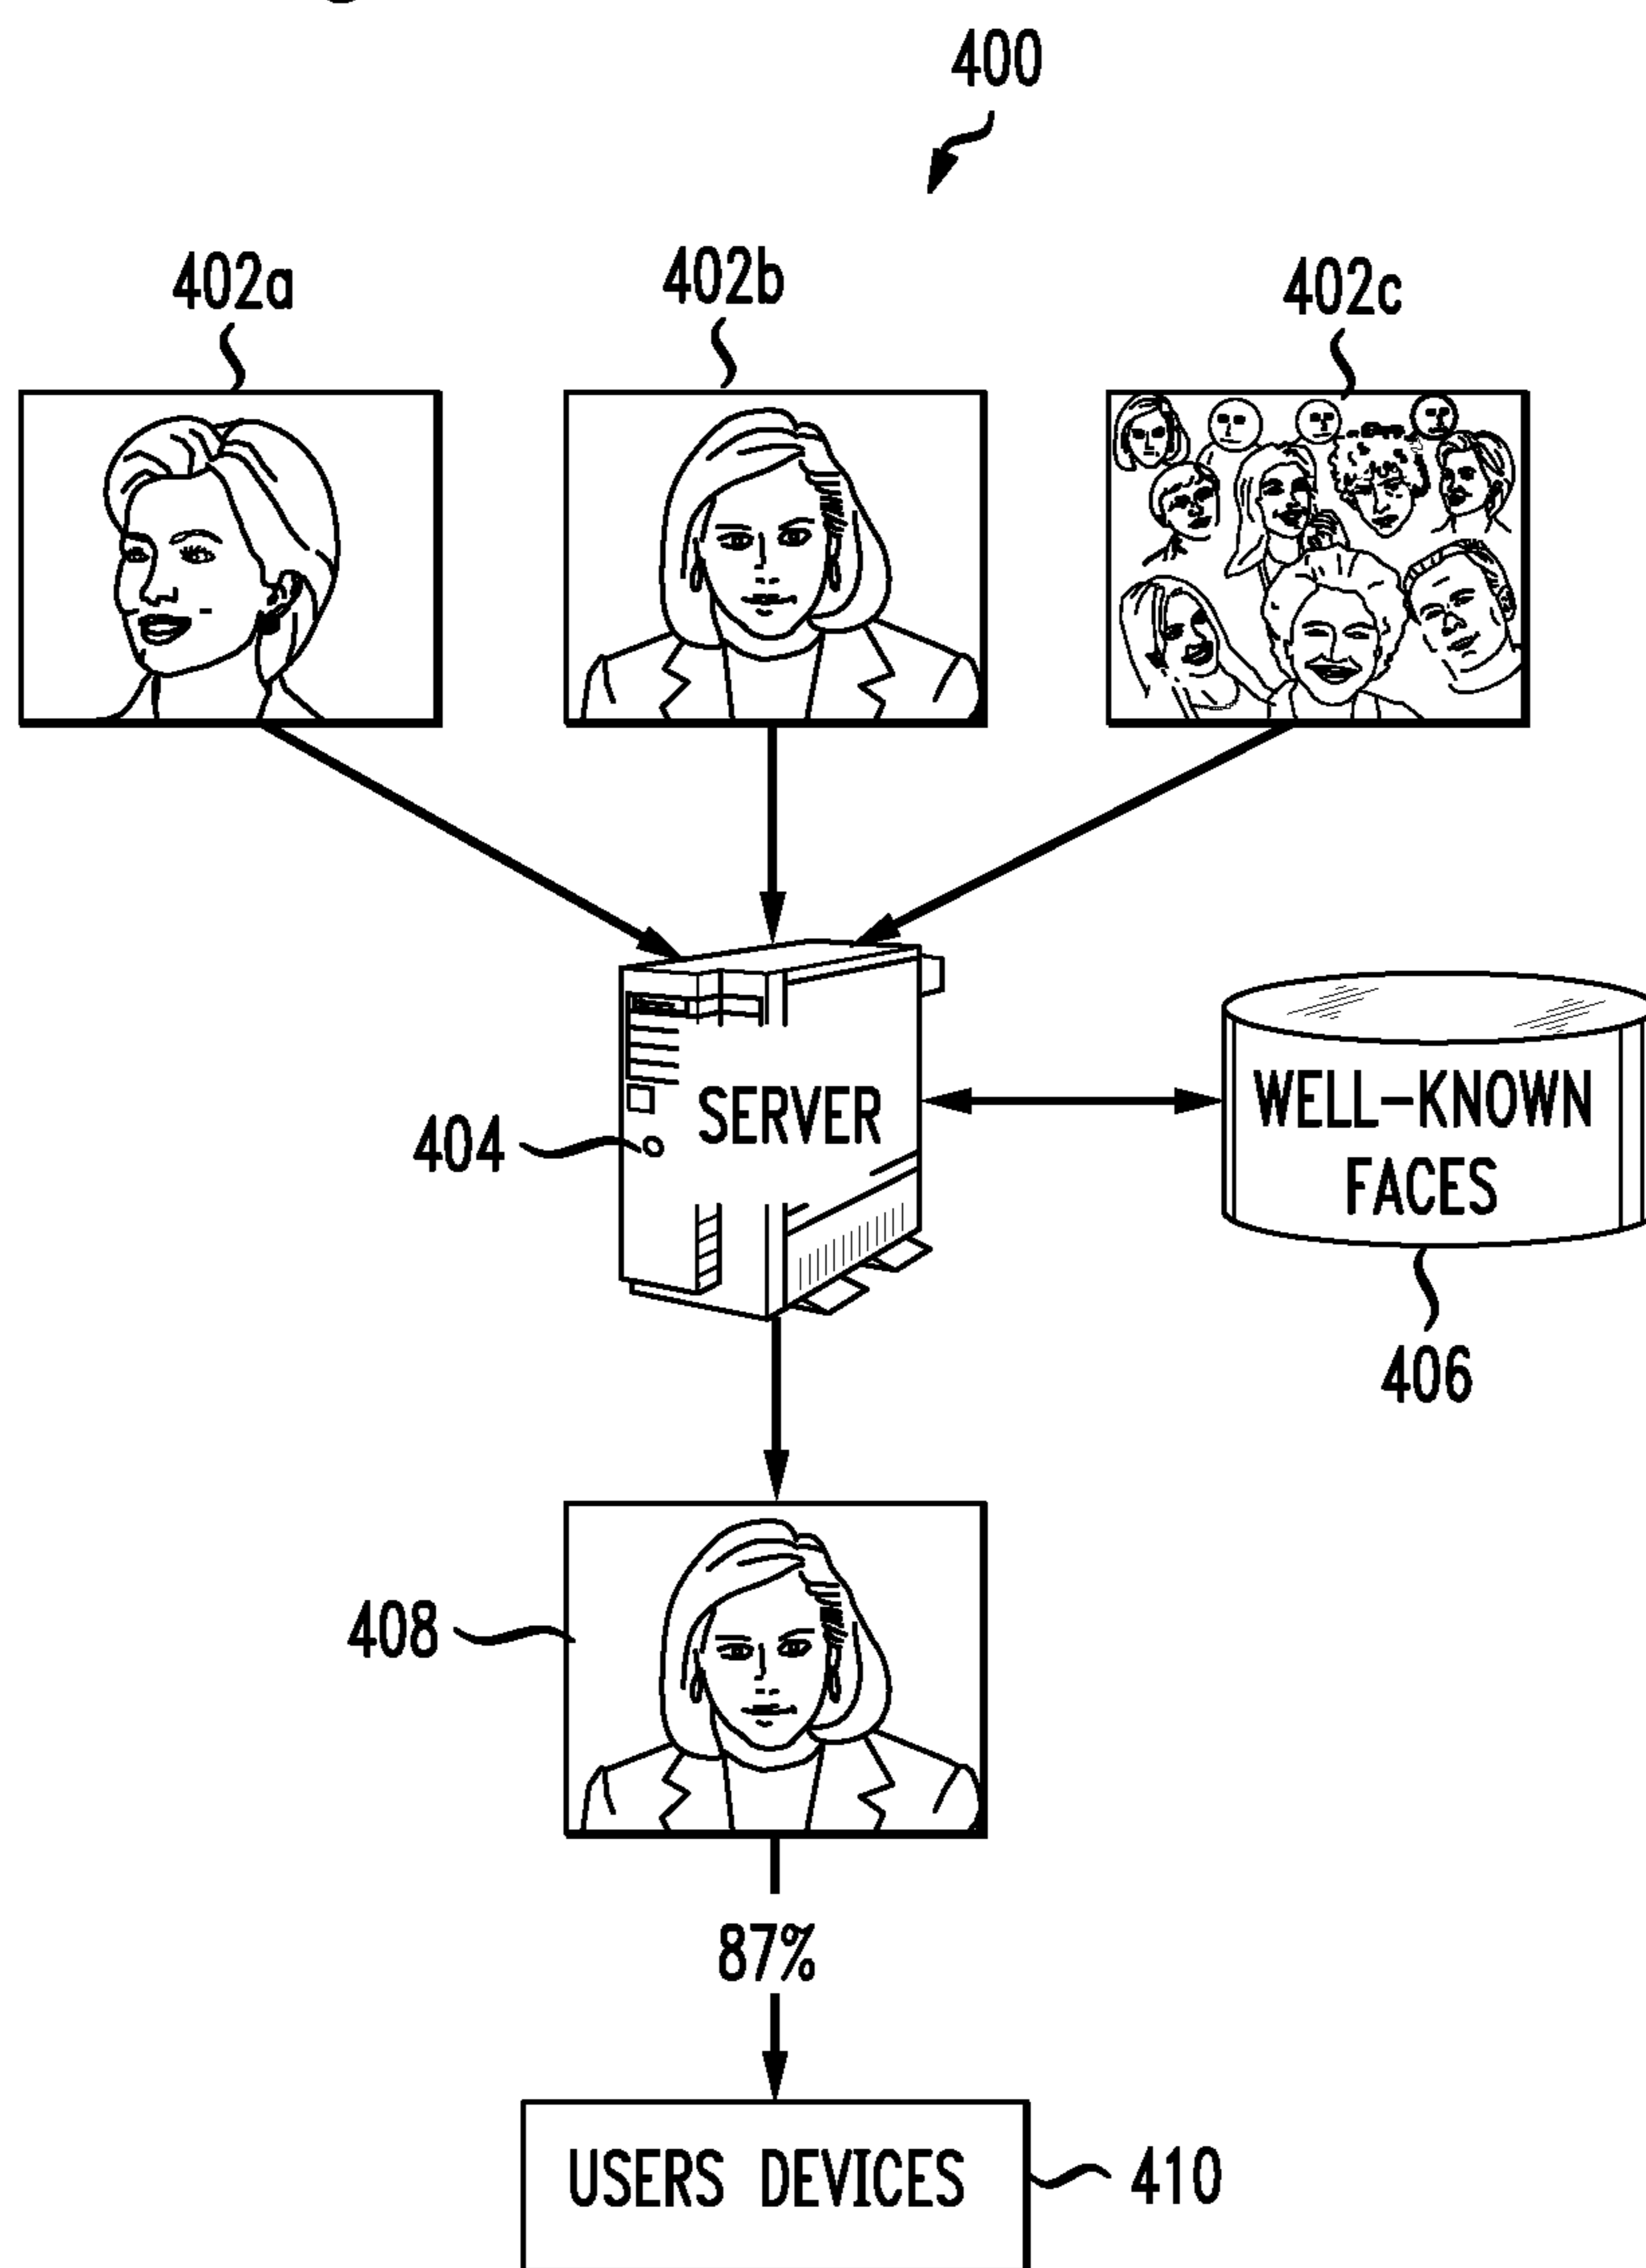 400
402a
402b
402c
SERVER
404
WELL-KNOWN
FACES
406
408
87%
USERS DEVICES
410